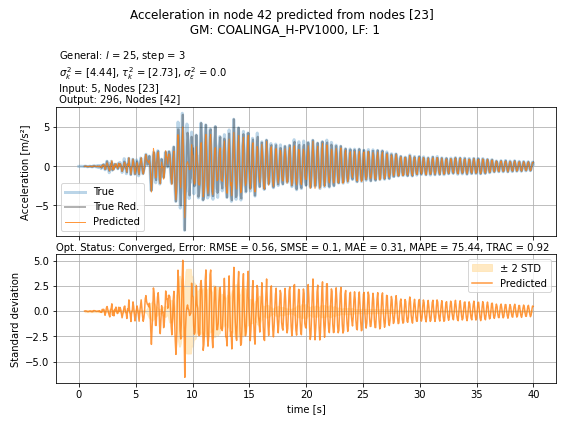 Acceleration in node 42 predicted from nodes [23]
GM: COALINGA_H-PV1000, LF: 1
General: l = 25, step = 3
σ²ₖ = [4.44], τ²ₖ = [2.73], σ²ε = 0.0
Input: 5, Nodes [23]
Output: 296, Nodes [42]
Acceleration [m/s²]
5
0
−5
True
True Red.
Predicted
Opt. Status: Converged, Error: RMSE = 0.56, SMSE = 0.1, MAE = 0.31, MAPE = 75.44, TRAC = 0.92
Standard deviation
5.0
2.5
0.0
−2.5
−5.0
± 2 STD
Predicted
0 5 10 15 20 25 30 35 40
time [s]